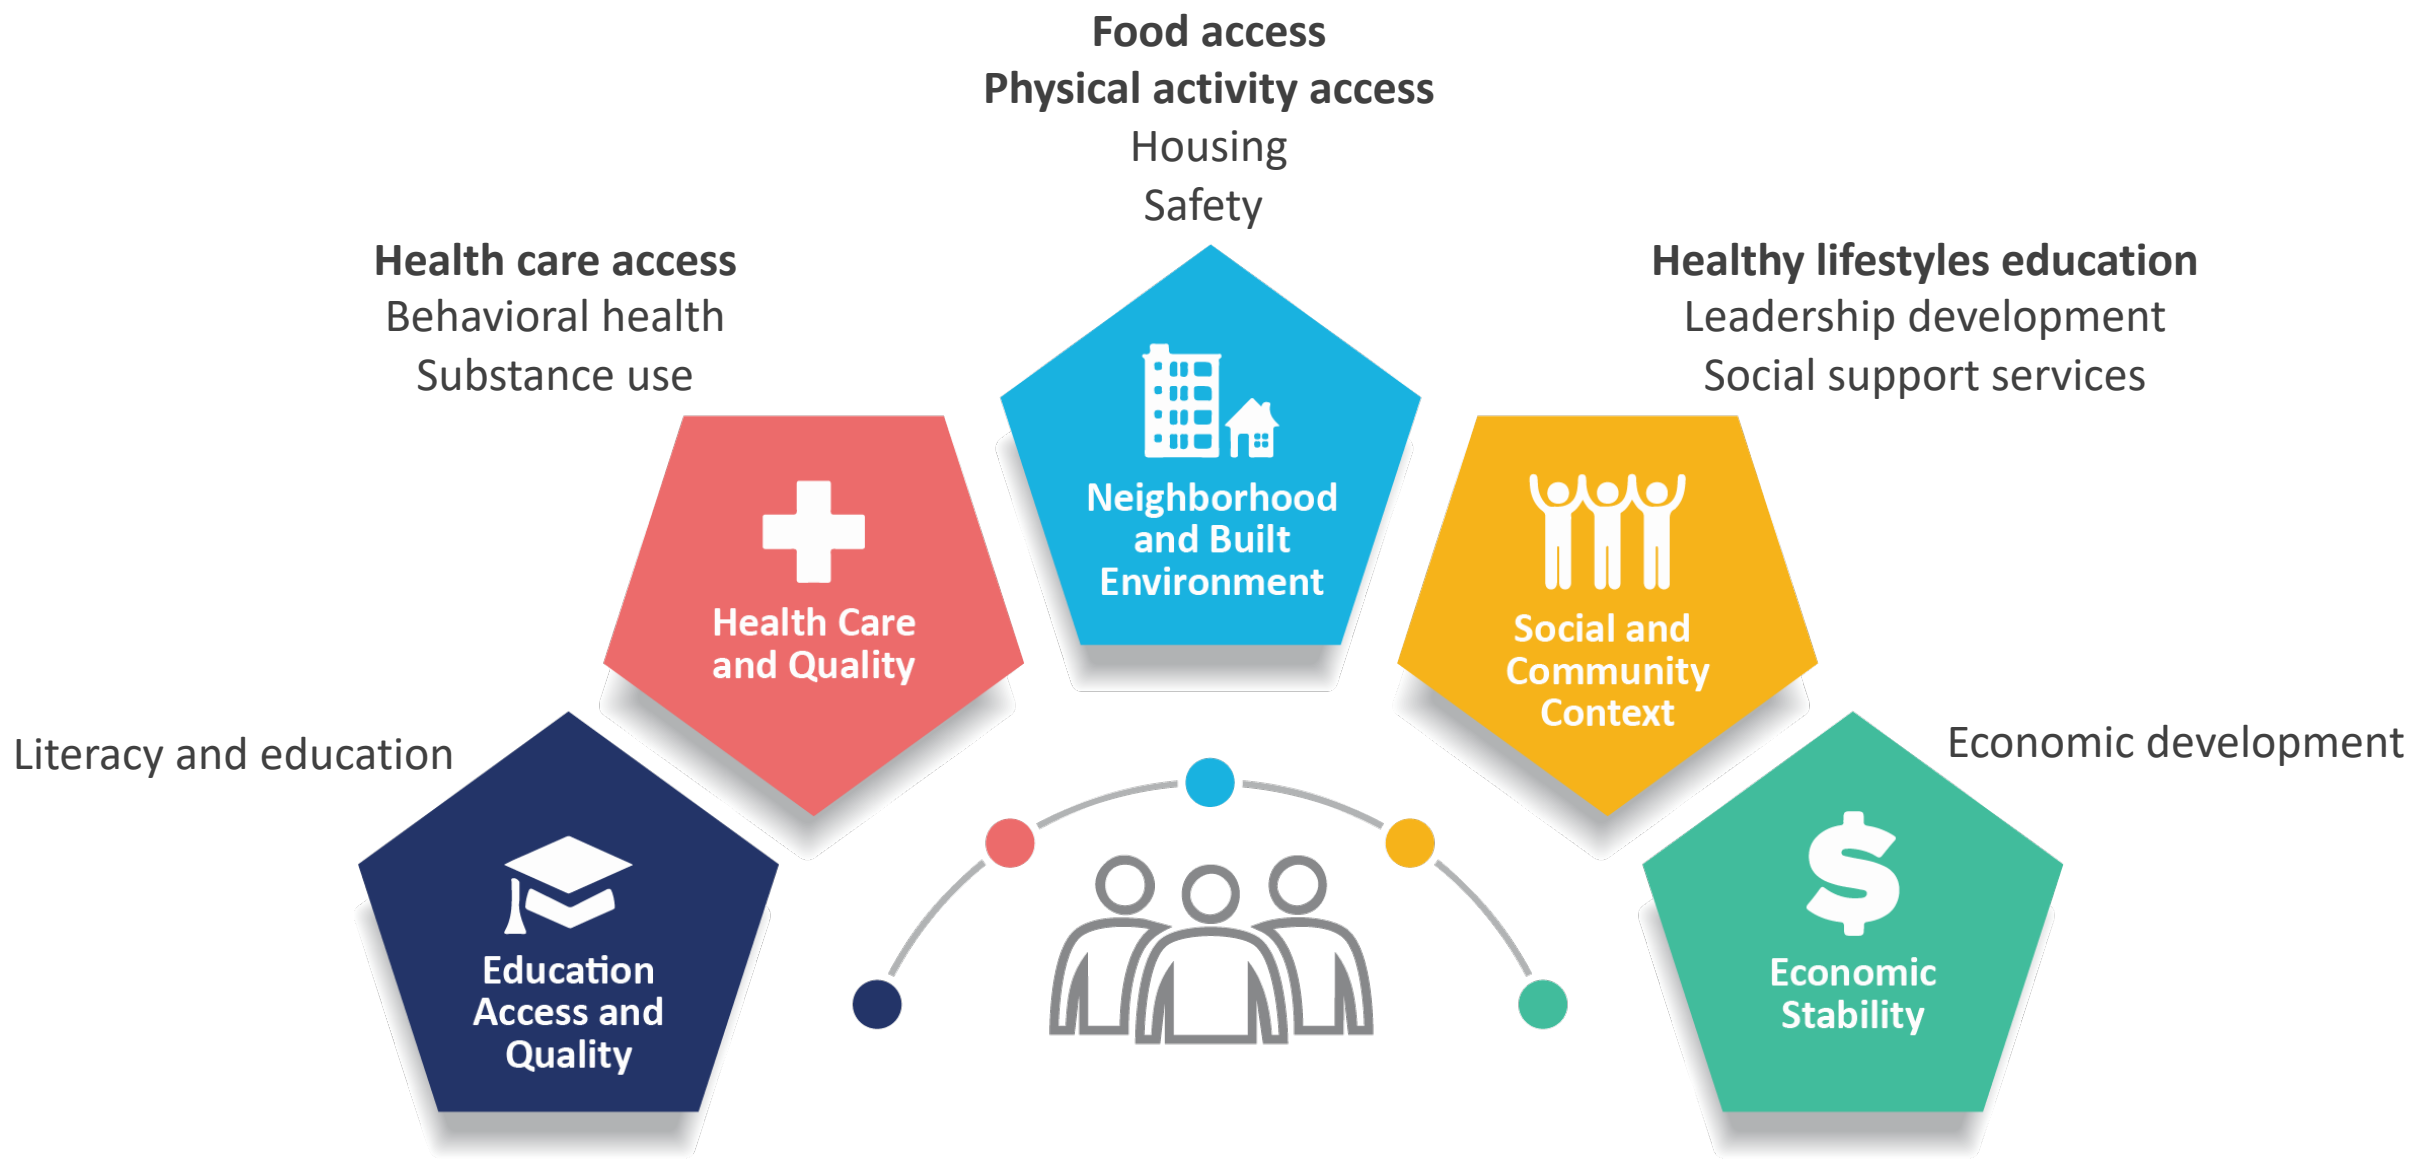 Food access
Physical activity access
Housing
Safety
Health care access
Behavioral health
Substance use
Healthy lifestyles education
Leadership development
Social support services
Neighborhood
and Built
Environment
Health Care
and Quality
Social and
Community
Context
Literacy and education
Economic development
Education
Access and
Quality
Economic
Stability